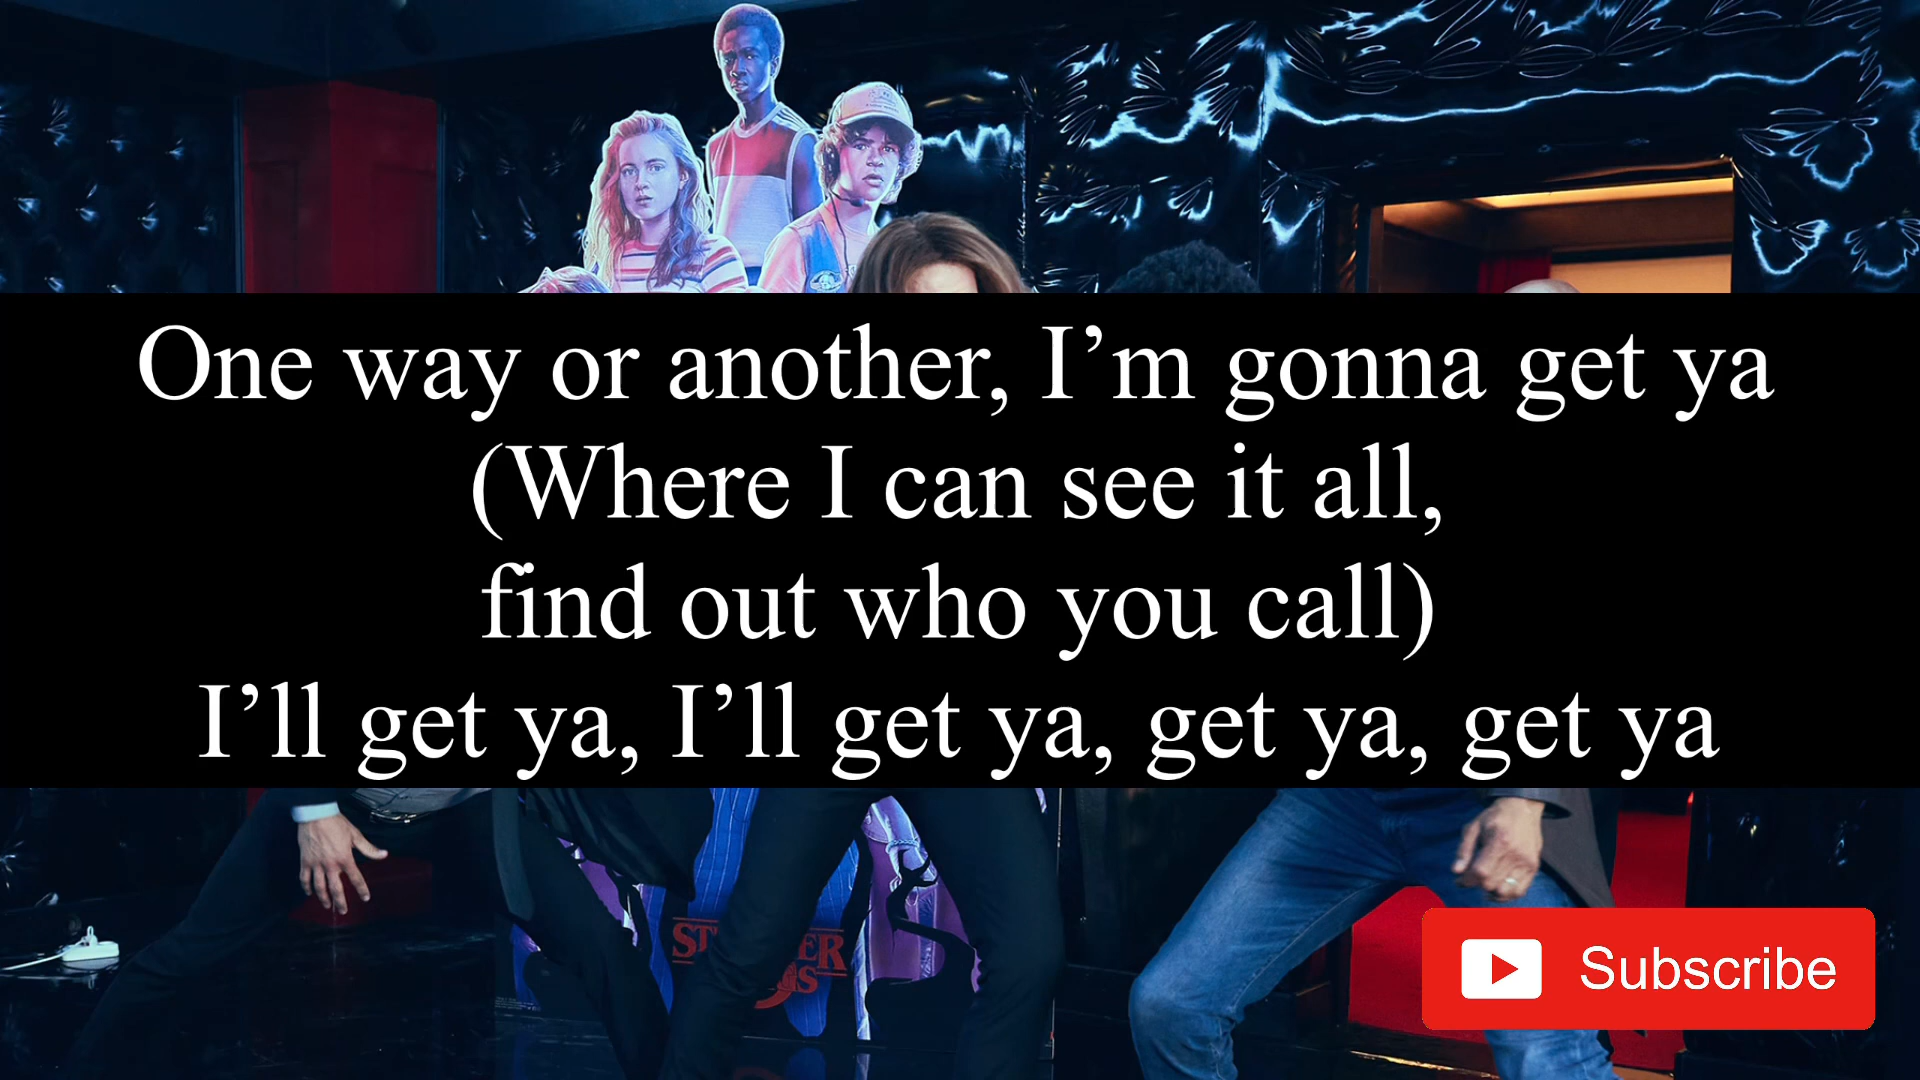 One way or another, I’m gonna get ya
(Where I can see it all,
find out who you call)
I’ll get ya, I’ll get ya, get ya, get ya
Subscribe